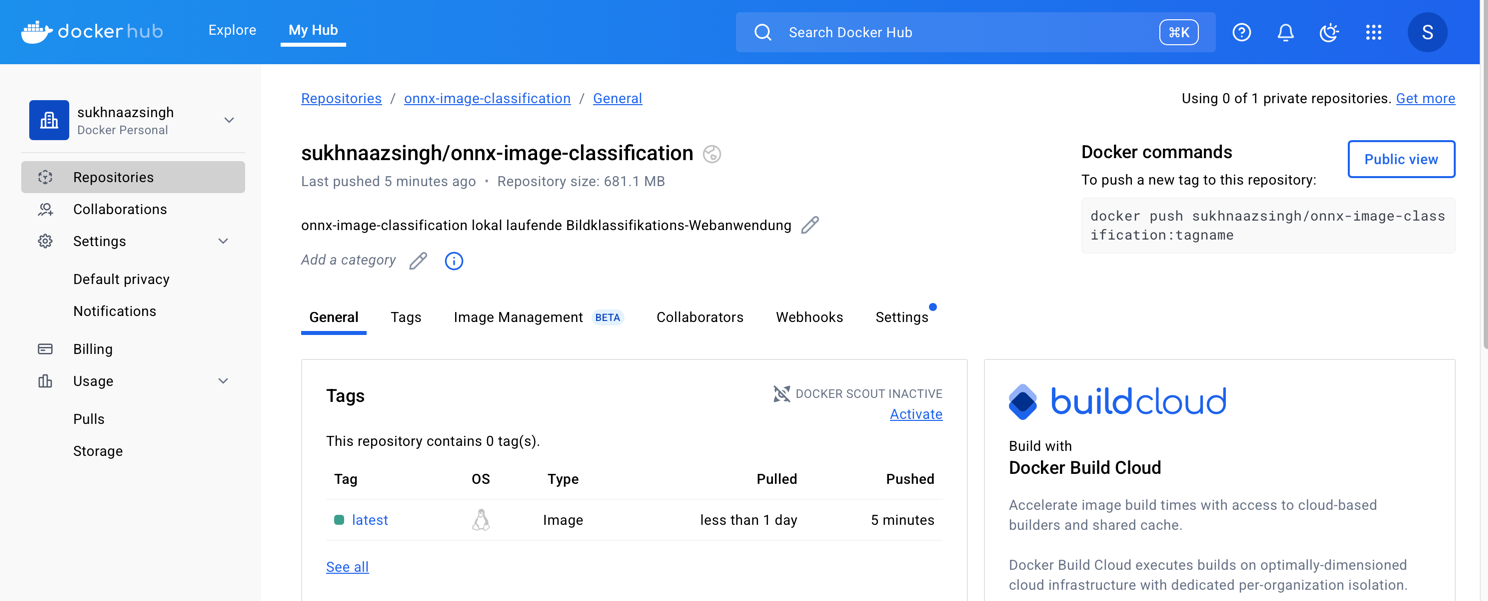 docker hub
Explore
My Hub
Search Docker Hub
⌘K
S
sukhnaazsingh
Docker Personal
Repositories
Collaborations
Settings
Default privacy
Notifications
Billing
Usage
Pulls
Storage
Repositories / onnx-image-classification / General
Using 0 of 1 private repositories. Get more
sukhnaazsingh/onnx-image-classification
Last pushed 5 minutes ago • Repository size: 681.1 MB
onnx-image-classification lokal laufende Bildklassifikations-Webanwendung
Add a category
Docker commands
Public view
To push a new tag to this repository:
docker push sukhnaazsingh/onnx-image-class
ification:tagname
General Tags Image Management BETA Collaborators Webhooks Settings
Tags
DOCKER SCOUT INACTIVE
Activate
This repository contains 0 tag(s).
Tag OS Type Pulled Pushed
latest Image less than 1 day 5 minutes
See all
buildcloud
Build with
Docker Build Cloud
Accelerate image build times with access to cloud-based
builders and shared cache.
Docker Build Cloud executes builds on optimally-dimensioned
cloud infrastructure with dedicated per-organization isolation.